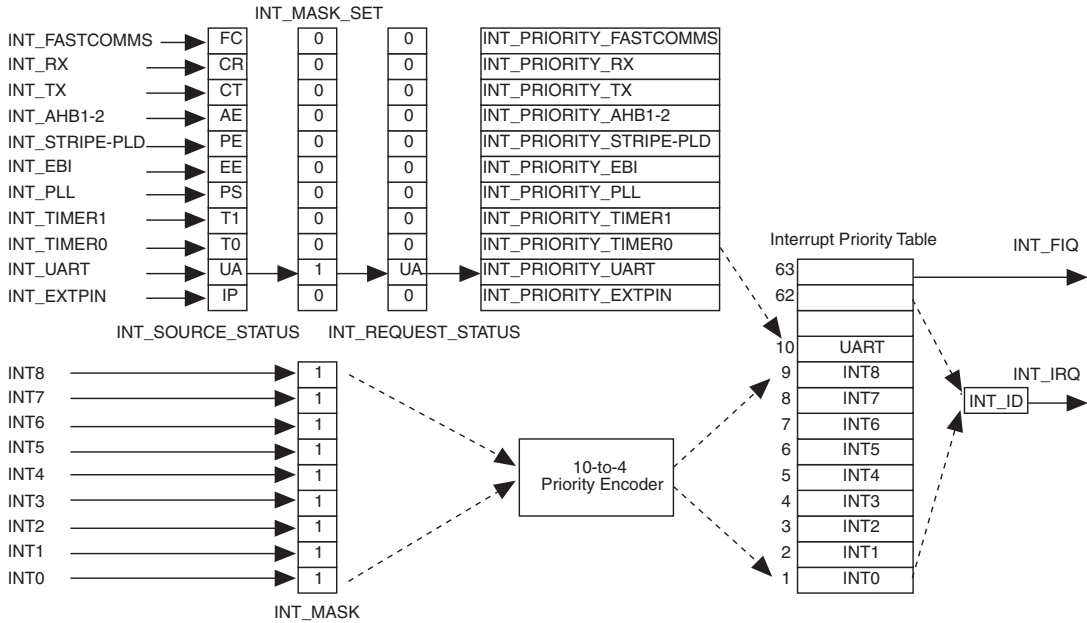 INT_MASK_SET
INT_FASTCOMMS FC 0 0 INT_PRIORITY_FASTCOMMS
INT_RX CR 0 0 INT_PRIORITY_RX
INT_TX CT 0 0 INT_PRIORITY_TX
INT_AHB1-2 AE 0 0 INT_PRIORITY_AHB1-2
INT_STRIPE-PLD PE 0 0 INT_PRIORITY_STRIPE-PLD
INT_EBI EE 0 0 INT_PRIORITY_EBI
INT_PLL PS 0 0 INT_PRIORITY_PLL
INT_TIMER1 T1 0 0 INT_PRIORITY_TIMER1
INT_TIMER0 T0 0 0 INT_PRIORITY_TIMER0
INT_UART UA 1 UA INT_PRIORITY_UART
INT_EXTPIN IP 0 0 INT_PRIORITY_EXTPIN
INT_SOURCE_STATUS INT_REQUEST_STATUS
INT8 1
INT7 1
INT6 1
INT5 1
INT4 1
INT3 1
INT2 1
INT1 1
INT0 1
INT_MASK
10-to-4
Priority Encoder
Interrupt Priority Table
63
62
10 UART
9 INT8
8 INT7
7 INT6
6 INT5
5 INT4
4 INT3
3 INT2
2 INT1
1 INT0
INT_FIQ
INT_IRQ
INT_ID